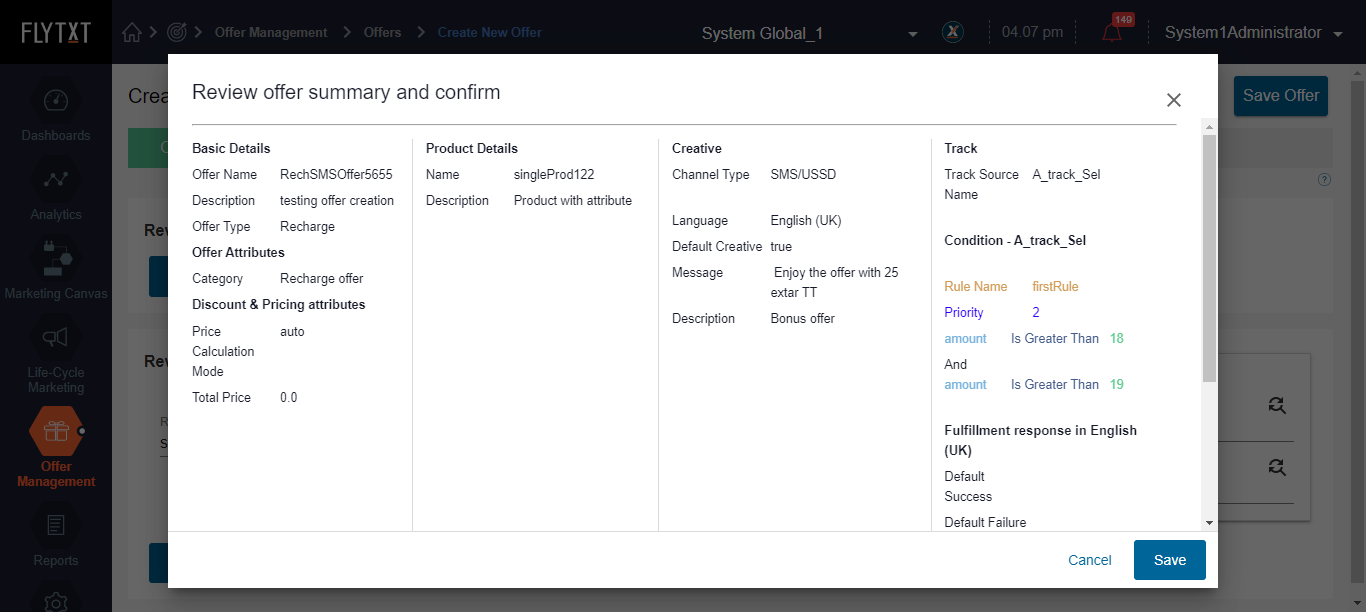 FLYTXT
Offer Management
Offers
Create New Offer
System Global_1
04.07 pm
149
System1Administrator
Dashboards
Analytics
Marketing Canvas
Life-Cycle
Marketing
Offer
Management
Reports
Save Offer
Review offer summary and confirm
Basic Details
Offer Name RechSMSOffer5655
Description testing offer creation
Offer Type Recharge
Offer Attributes
Category Recharge offer
Discount & Pricing attributes
Price auto
Calculation
Mode
Total Price 0.0
Product Details
Name singleProd122
Description Product with attribute
Creative
Channel Type SMS/USSD
Language English (UK)
Default Creative true
Message Enjoy the offer with 25
extar TT
Description Bonus offer
Track
Track Source A_track_Sel
Name
Condition - A_track_Sel
Rule Name firstRule
Priority 2
amount Is Greater Than 18
And
amount Is Greater Than 19
Fulfillment response in English
(UK)
Default
Success
Default Failure
Cancel
Save